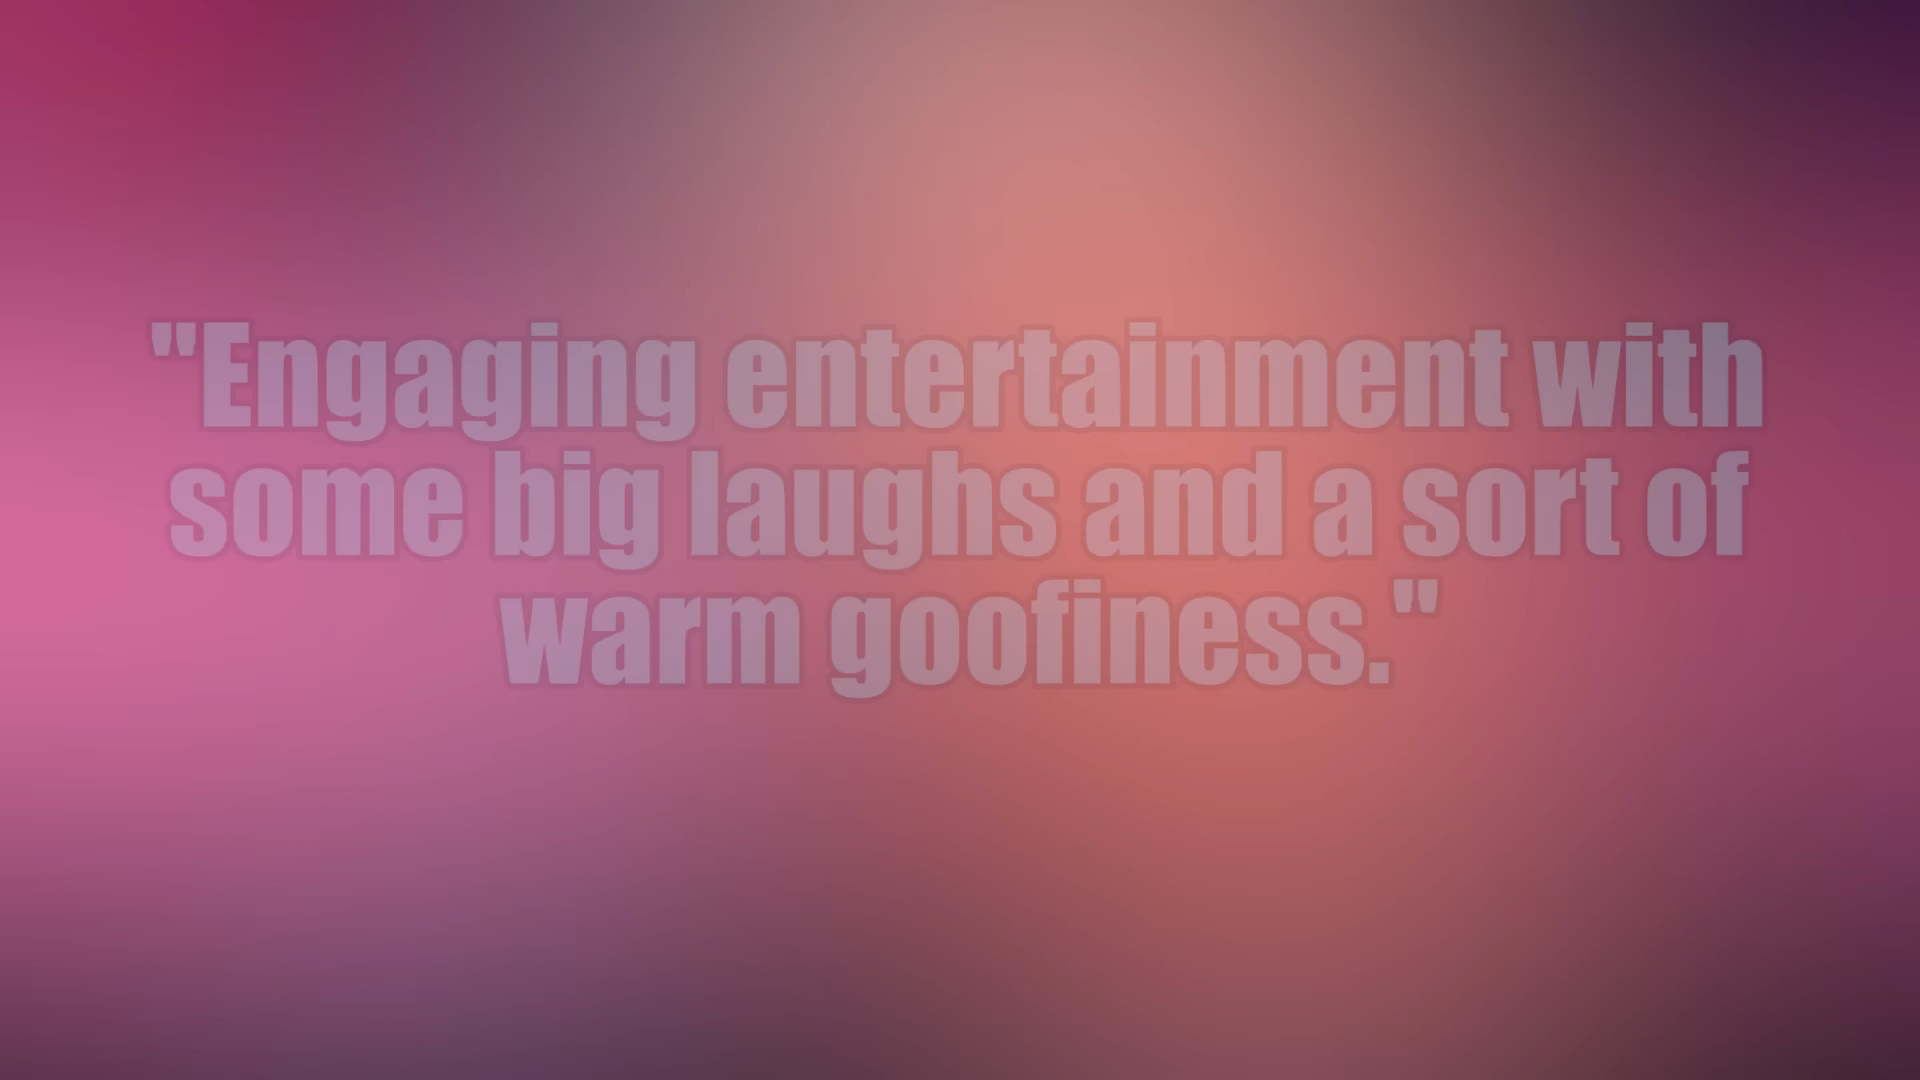 "Engaging entertainment with
some big laughs and a sort of
warm goofiness."